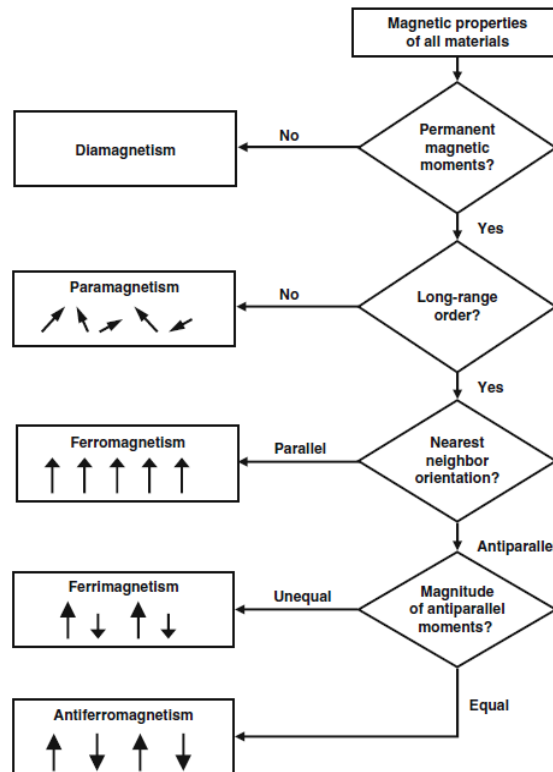 Magnetic properties
of all materials
No
Permanent
magnetic
moments?
Diamagnetism
Yes
Paramagnetism
No
Long-range
order?
Yes
Ferromagnetism
Parallel
Nearest
neighbor
orientation?
Antiparallel
Ferrimagnetism
Unequal
Magnitude
of antiparallel
moments?
Equal
Antiferromagnetism